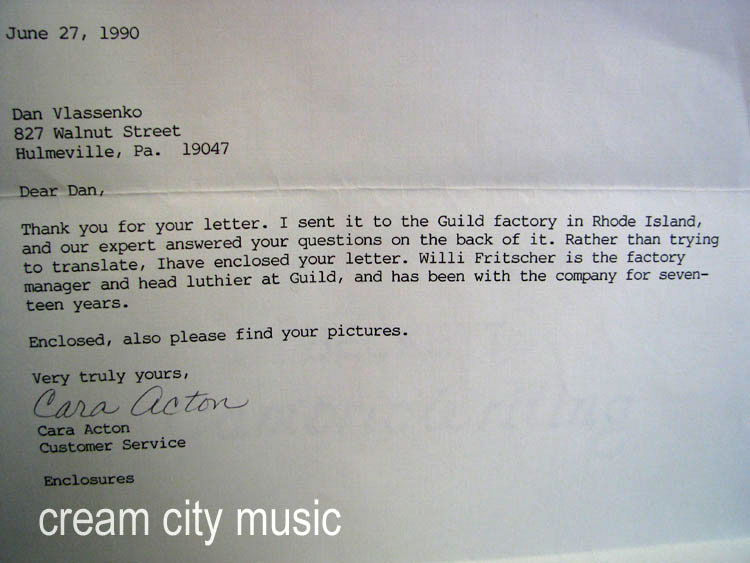 June 27, 1990
Dan Vlassenko
827 Walnut Street
Hulmeville, Pa. 19047
Dear Dan,
Thank you for your letter. I sent it to the Guild factory in Rhode Island,
and our expert answered your questions on the back of it. Rather than trying
to translate, Ihave enclosed your letter. Willi Fritscher is the factory
manager and head luthier at Guild, and has been with the company for seven-
teen years.
Enclosed, also please find your pictures.
Very truly yours,
Cara Acton
Cara Acton
Customer Service
Enclosures
cream city music